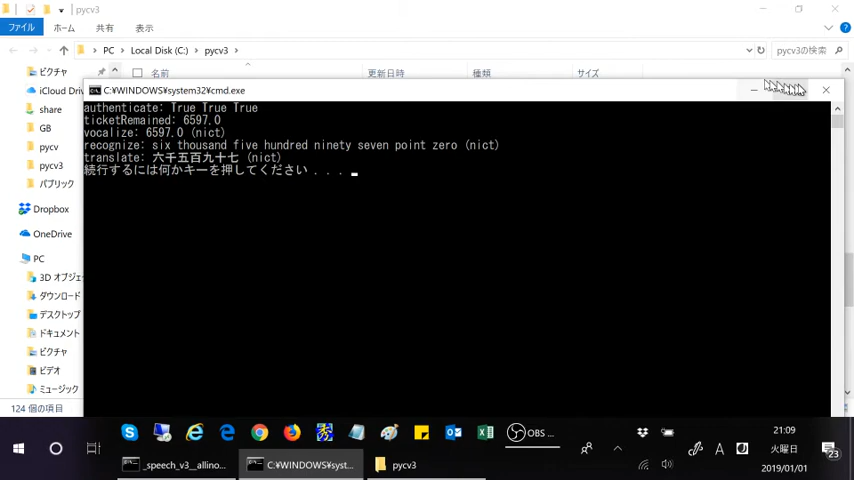 pycv3
ファイル ホーム 共有 表示
PC › Local Disk (C:) › pycv3 › pycv3の検索
ピクチャ 名前 更新日時 種類 サイズ
iCloud Driv
share
GB
pycv
pycv3
パブリック
Dropbox
OneDrive
PC
3D オブジェ
ダウンロード
デスクトップ
ドキュメント
ピクチャ
ビデオ
ミュージック
124 個の項目
C:¥WINDOWS¥system32¥cmd.exe
authenticate: True True True
ticketRemained: 6597.0
vocalize: 6597.0 (nict)
recognize: six thousand five hundred ninety seven point zero (nict)
translate: 六千五百九十七 (nict)
続行するには何かキーを押してください . . .
OBS ...
21:09
火曜日
2019/01/01
A
23
_speech_v3__allino...
C:¥WINDOWS¥syst...
pycv3